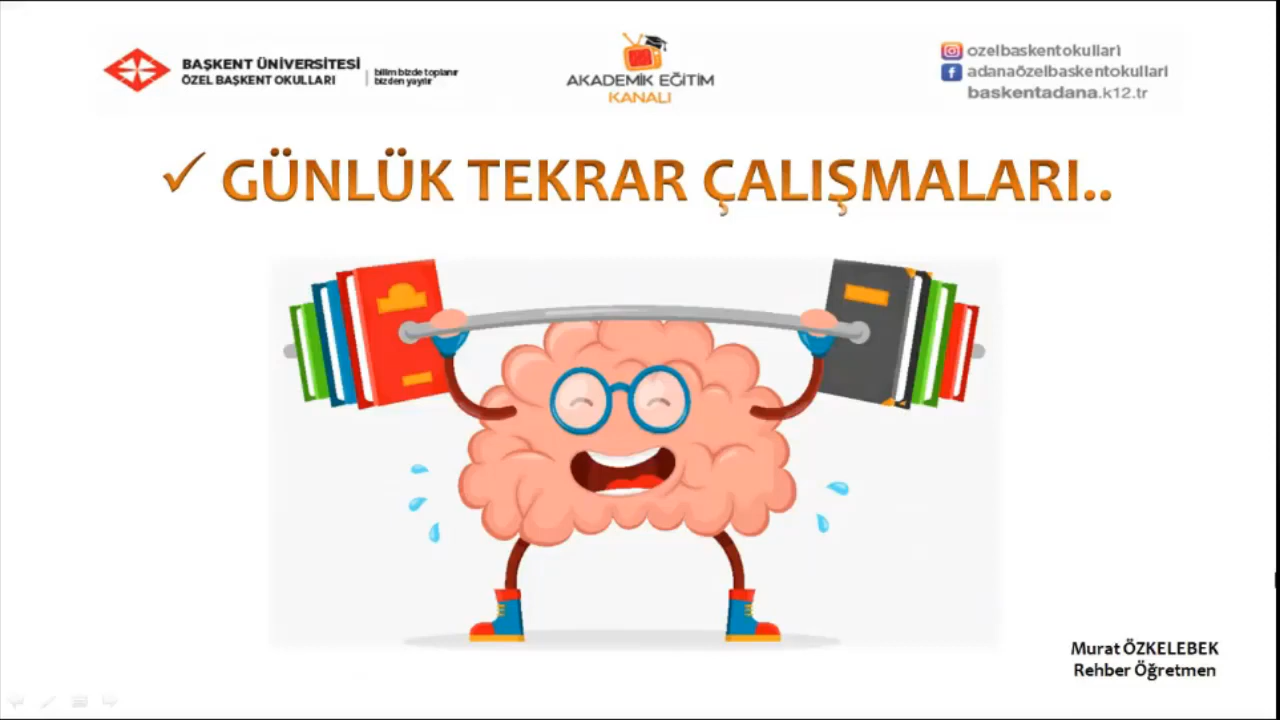 BAŞKENT ÜNİVERSİTESİ
ÖZEL BAŞKENT OKULLARI
bilim bizde toplanır
bizden yayılır
AKADEMİK EĞİTİM
KANALI
ozelbaskentokullari
adanaözelbaskentokullari
baskentadana.k12.tr
✓ GÜNLÜK TEKRAR ÇALIŞMALARI..
Murat ÖZKELEBEK
Rehber Öğretmen